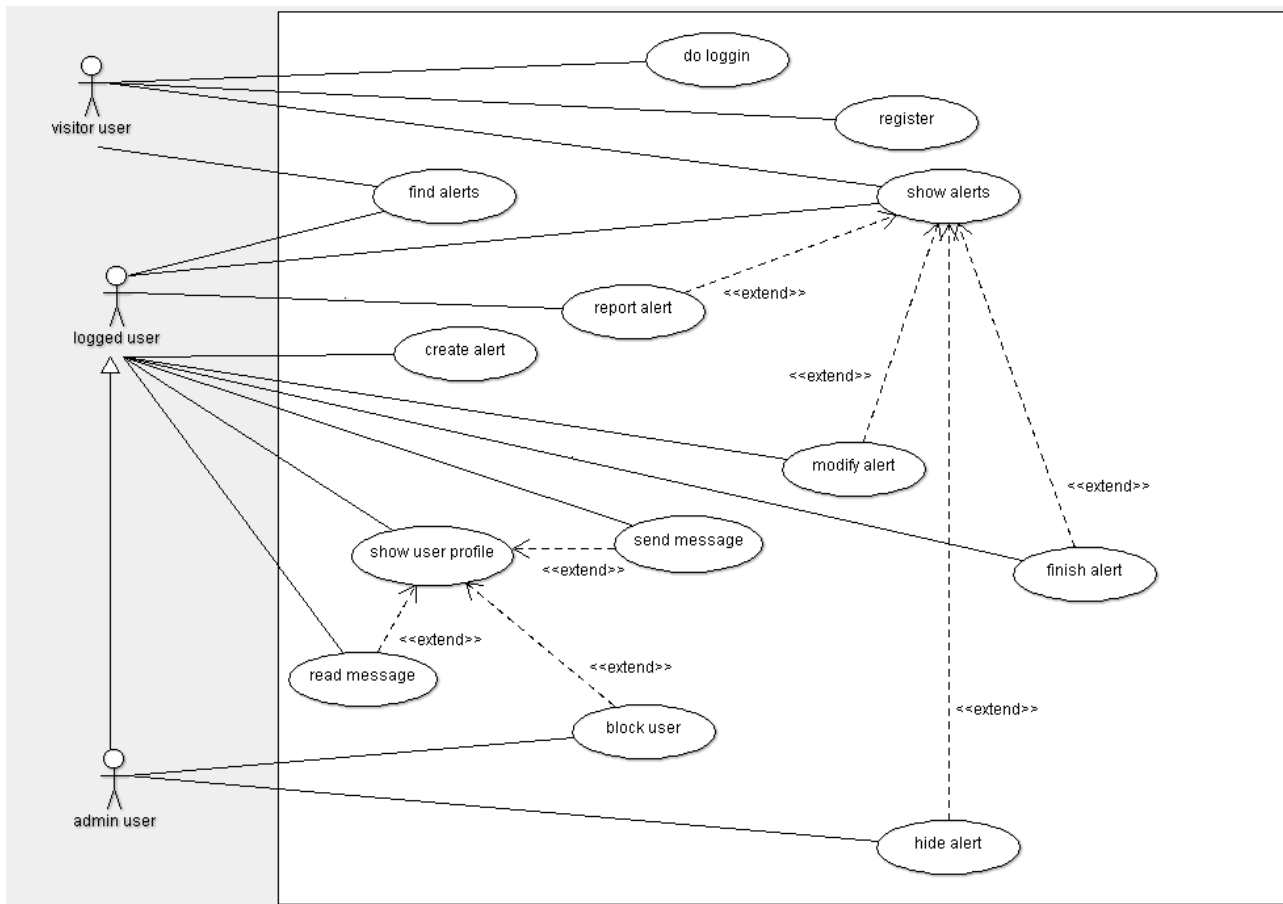 do loggin
visitor user
register
find alerts
show alerts
logged user
report alert
<<extend>>
create alert
<<extend>>
modify alert
<<extend>>
show user profile
send message
<<extend>>
finish alert
<<extend>>
read message
<<extend>>
block user
<<extend>>
admin user
hide alert